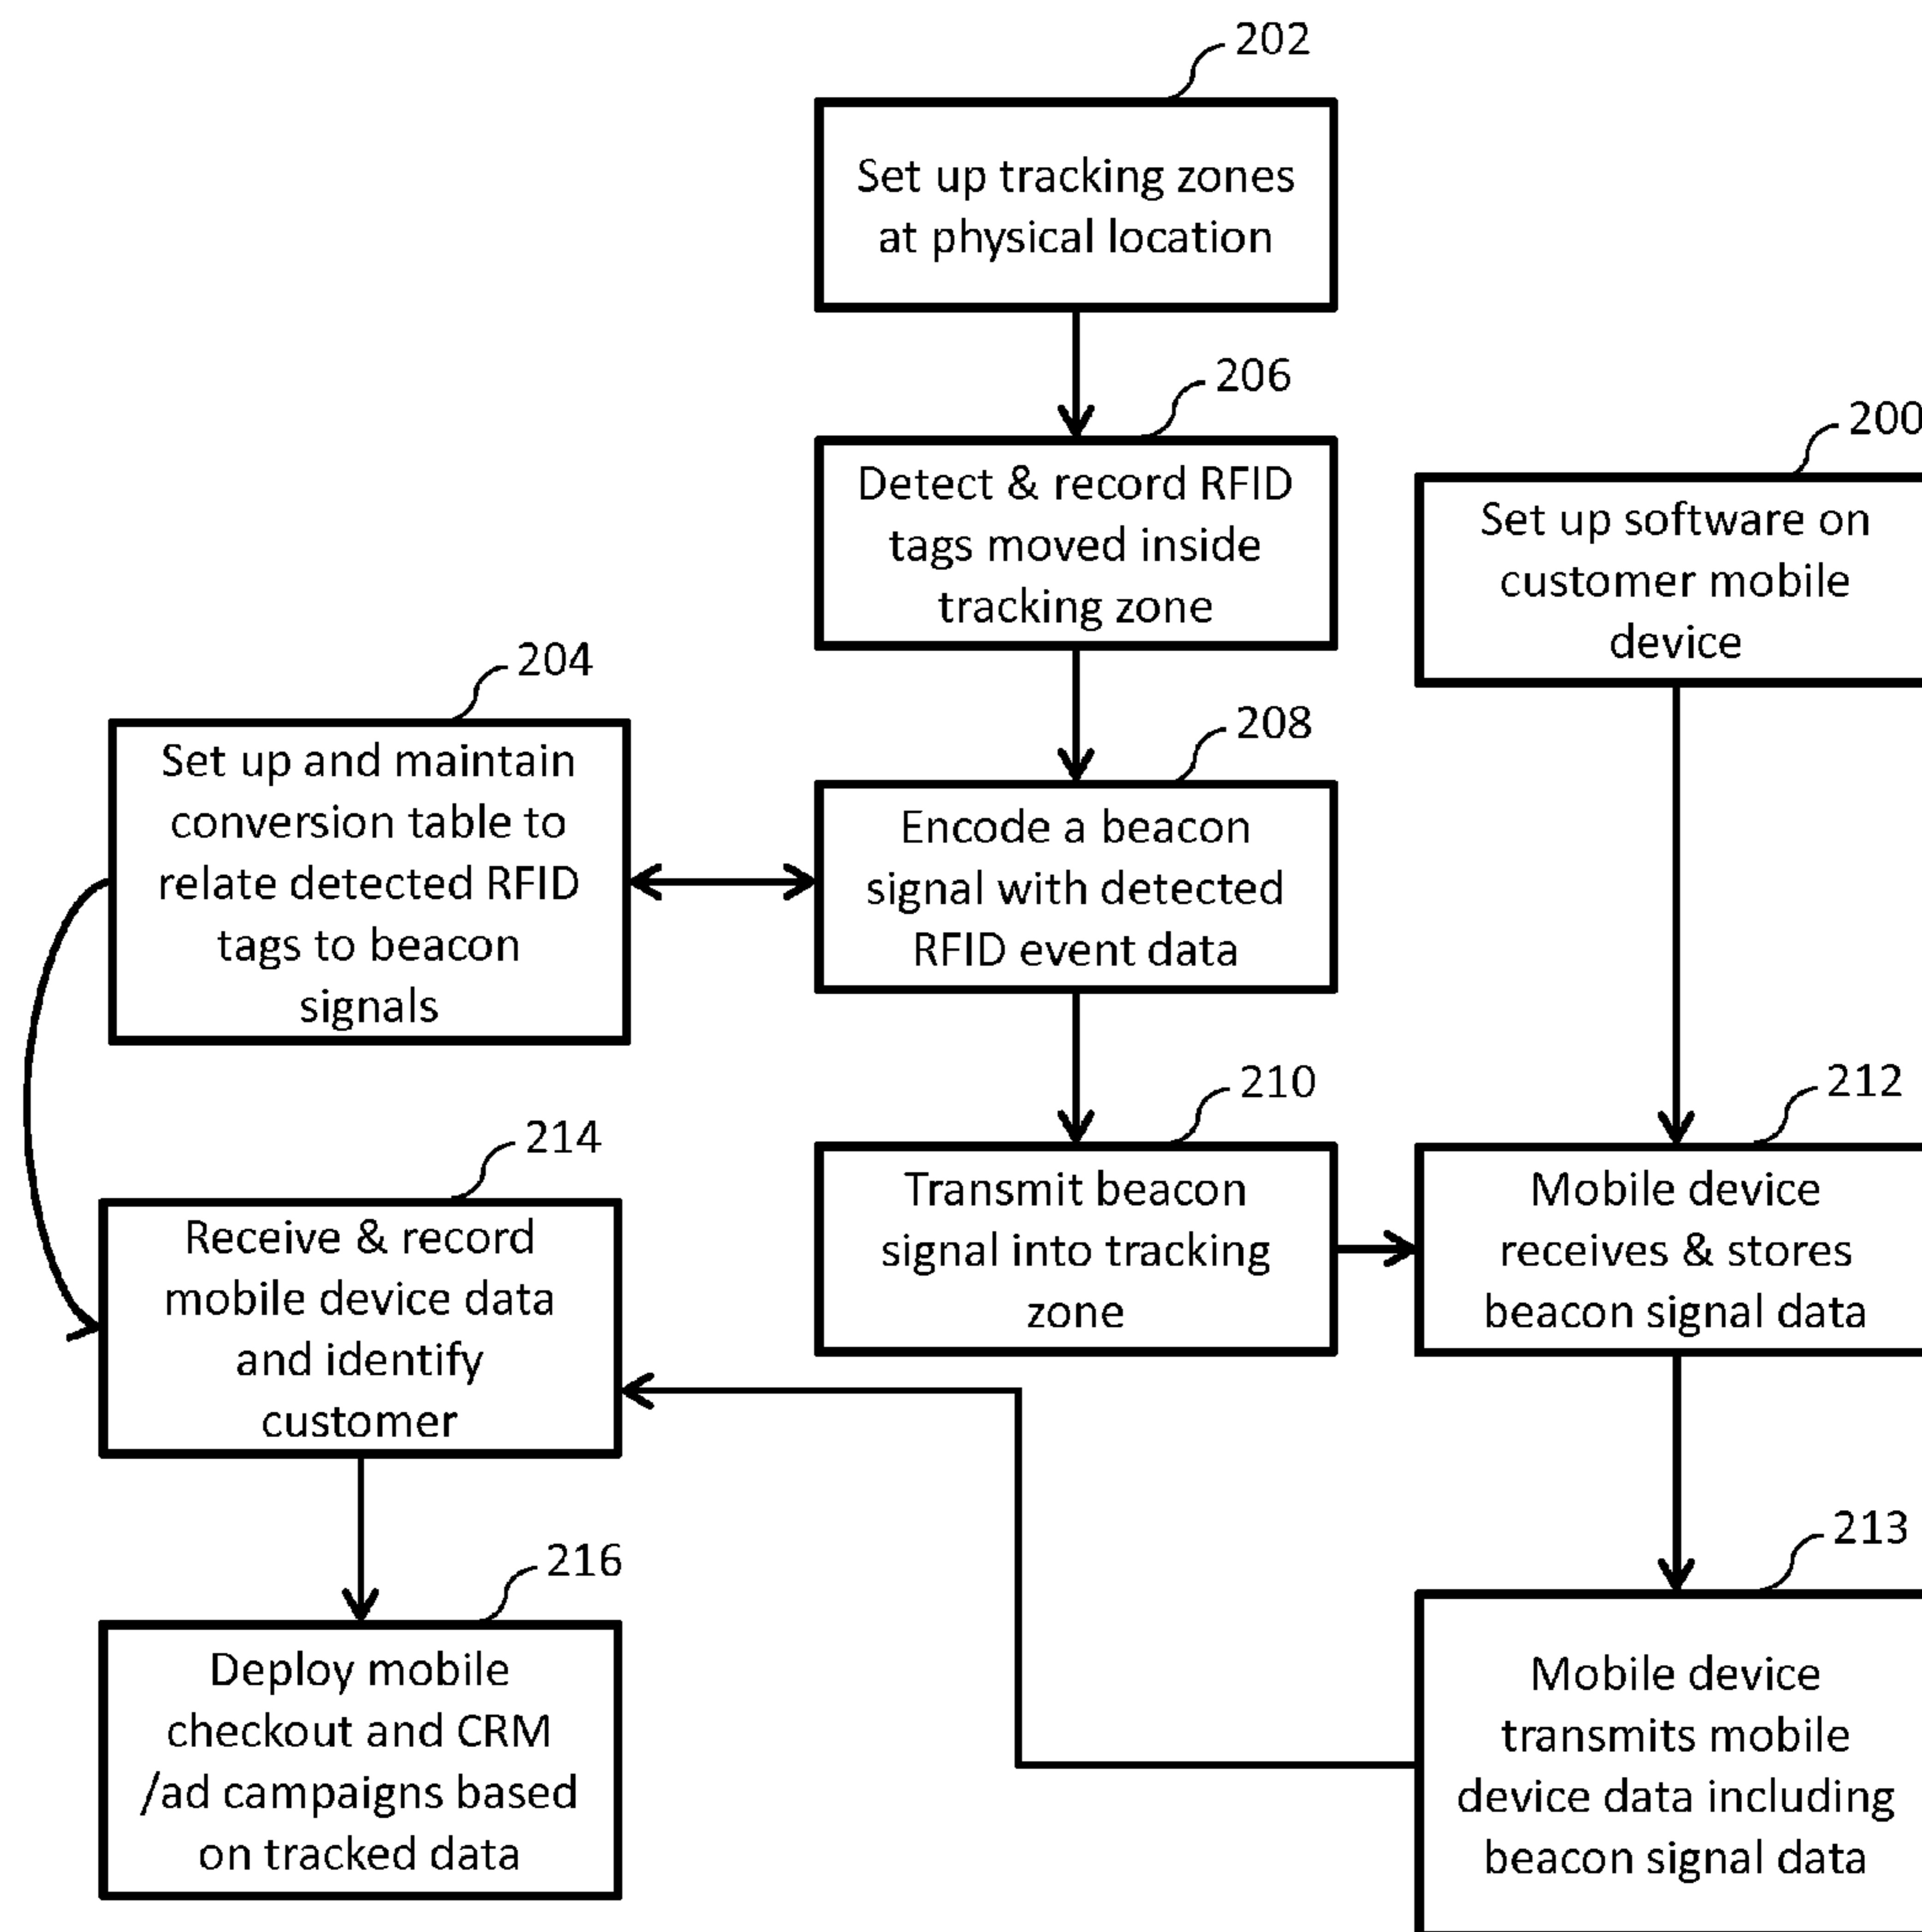 202
Set up tracking zones
at physical location
206
Detect & record RFID
tags moved inside
tracking zone
200
Set up software on
customer mobile
device
204
Set up and maintain
conversion table to
relate detected RFID
tags to beacon
signals
208
Encode a beacon
signal with detected
RFID event data
210
Transmit beacon
signal into tracking
zone
212
Mobile device
receives & stores
beacon signal data
214
Receive & record
mobile device data
and identify
customer
213
Mobile device
transmits mobile
device data including
beacon signal data
216
Deploy mobile
checkout and CRM
/ad campaigns based
on tracked data